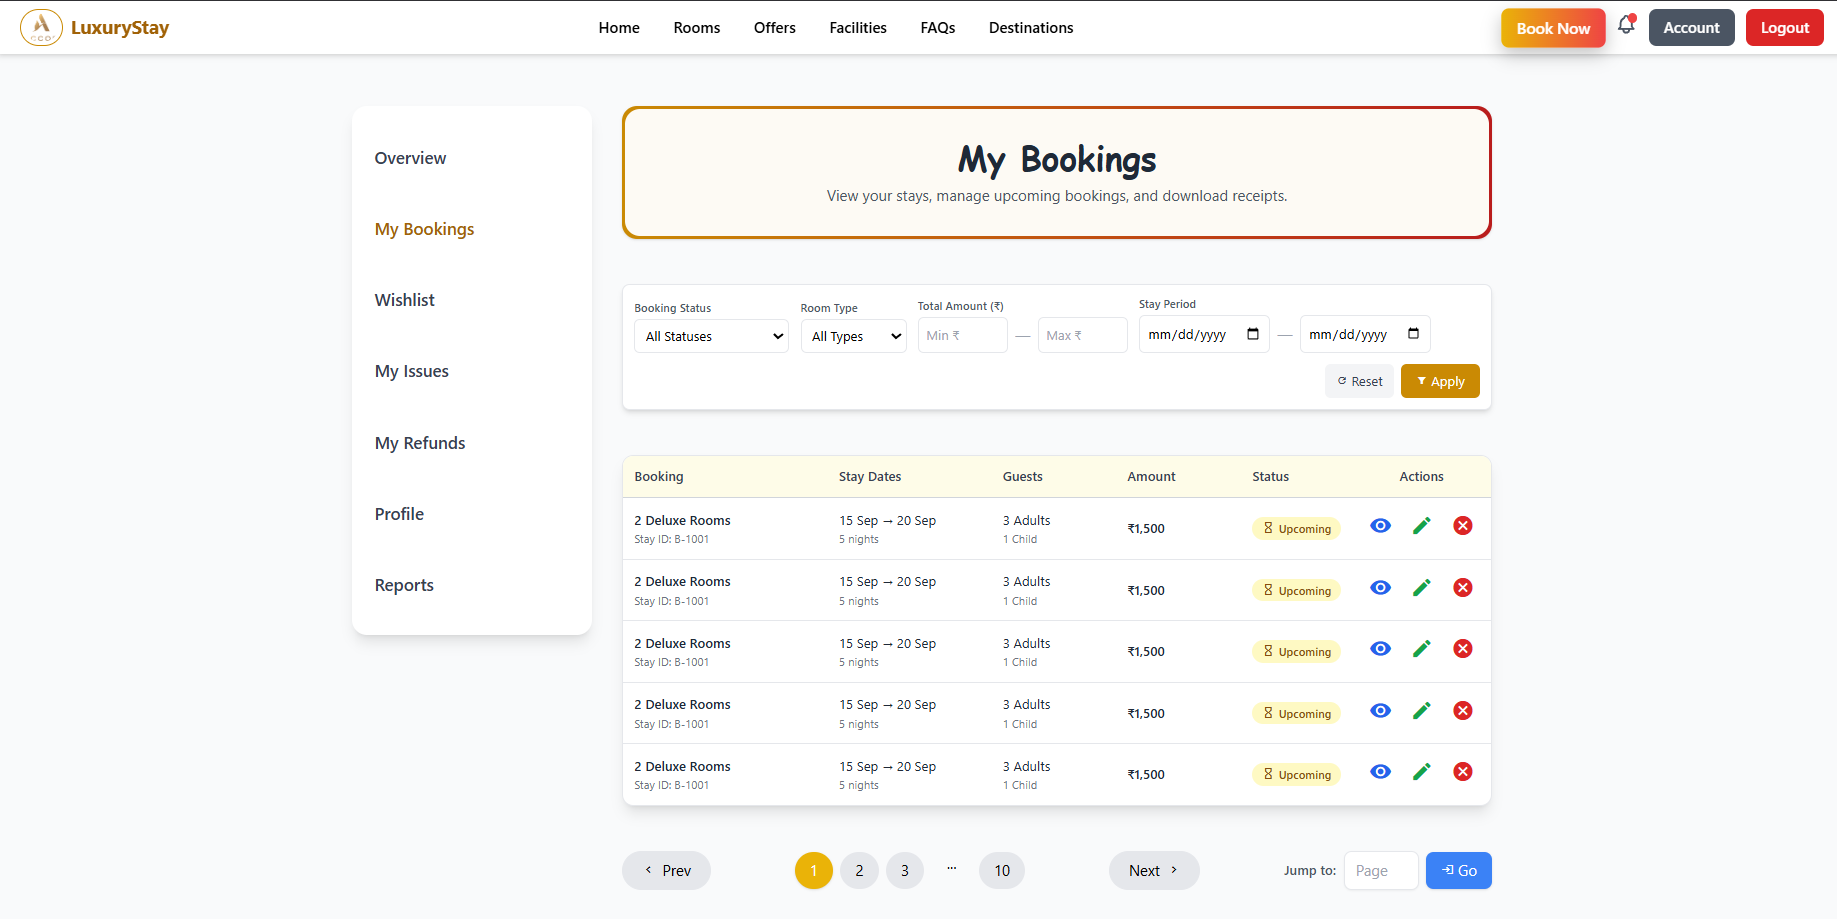 LuxuryStay
Home Rooms Offers Facilities FAQs Destinations
Book Now Account Logout
Overview
My Bookings
Wishlist
My Issues
My Refunds
Profile
Reports
My Bookings
View your stays, manage upcoming bookings, and download receipts.
Booking Status Room Type Total Amount (₹) Stay Period
All Statuses All Types Min ₹ — Max ₹ mm/dd/yyyy — mm/dd/yyyy
Reset Apply
Booking Stay Dates Guests Amount Status Actions
2 Deluxe Rooms 15 Sep → 20 Sep 3 Adults ₹1,500 Upcoming
Stay ID: B-1001 5 nights 1 Child
2 Deluxe Rooms 15 Sep → 20 Sep 3 Adults ₹1,500 Upcoming
Stay ID: B-1001 5 nights 1 Child
2 Deluxe Rooms 15 Sep → 20 Sep 3 Adults ₹1,500 Upcoming
Stay ID: B-1001 5 nights 1 Child
2 Deluxe Rooms 15 Sep → 20 Sep 3 Adults ₹1,500 Upcoming
Stay ID: B-1001 5 nights 1 Child
2 Deluxe Rooms 15 Sep → 20 Sep 3 Adults ₹1,500 Upcoming
Stay ID: B-1001 5 nights 1 Child
‹ Prev 1 2 3 ... 10 Next › Jump to: Page Go